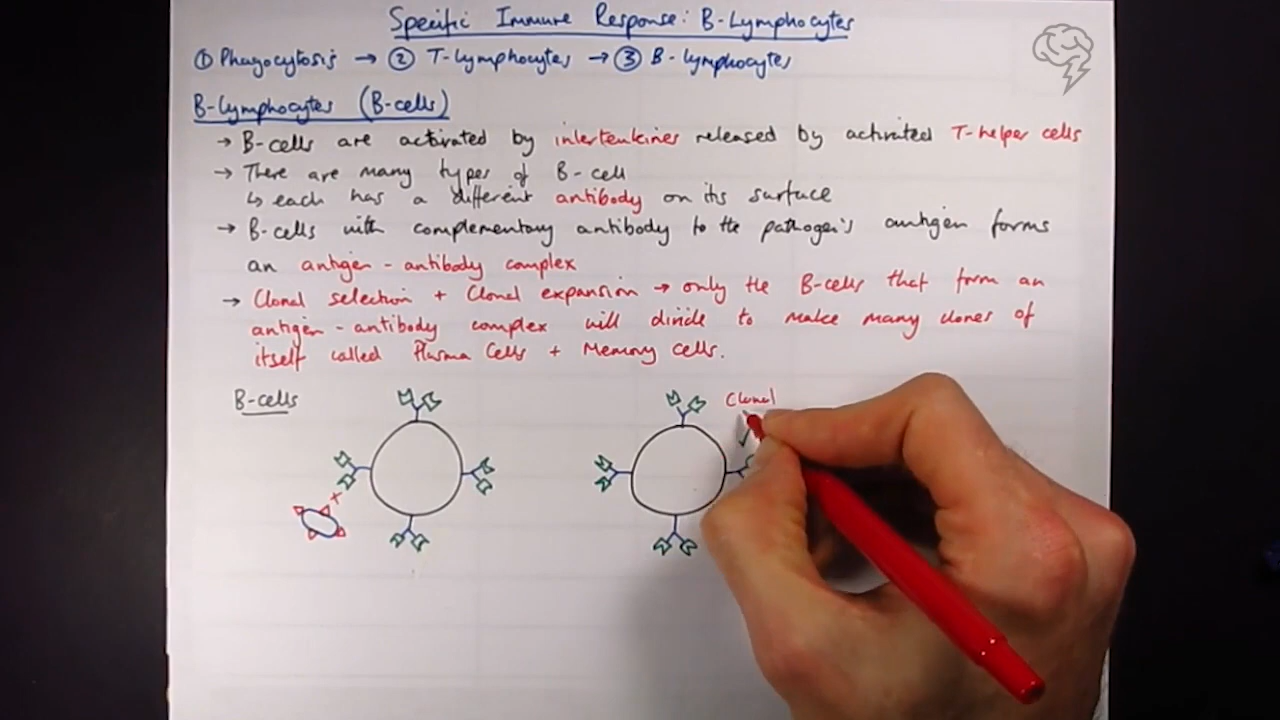 Specific Immune Response: B-Lymphocytes
① Phagocytosis → ② T-Lymphocytes → ③ B-lymphocytes
B-Lymphocytes (B-cells)
→ B-cells are activated by interleukines released by activated T-helper cells
→ There are many types of B-cell
↳ each has a different antibody on its surface
→ B-cells with complementary antibody to the pathogen's antigen forms
an antigen-antibody complex
→ Clonal selection + Clonal expansion → only the B-cells that form an
antigen-antibody complex will divide to make many clones of
itself called Plasma Cells + Memory cells.
B-cells
Clonal